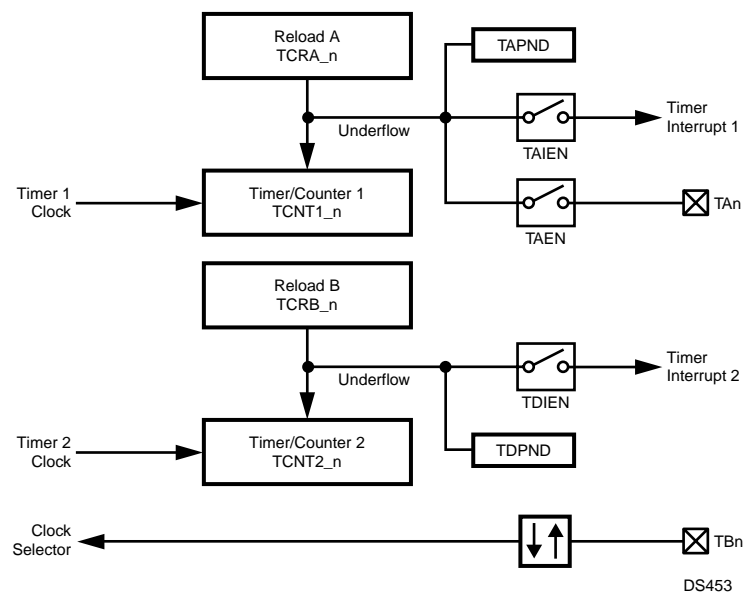 Reload A
TCRA_n
TAPND
Underflow
Timer
Interrupt 1
TAIEN
Timer 1
Clock
Timer/Counter 1
TCNT1_n
TAn
TAEN
Reload B
TCRB_n
Underflow
Timer
Interrupt 2
TDIEN
Timer 2
Clock
Timer/Counter 2
TCNT2_n
TDPND
Clock
Selector
TBn
DS453